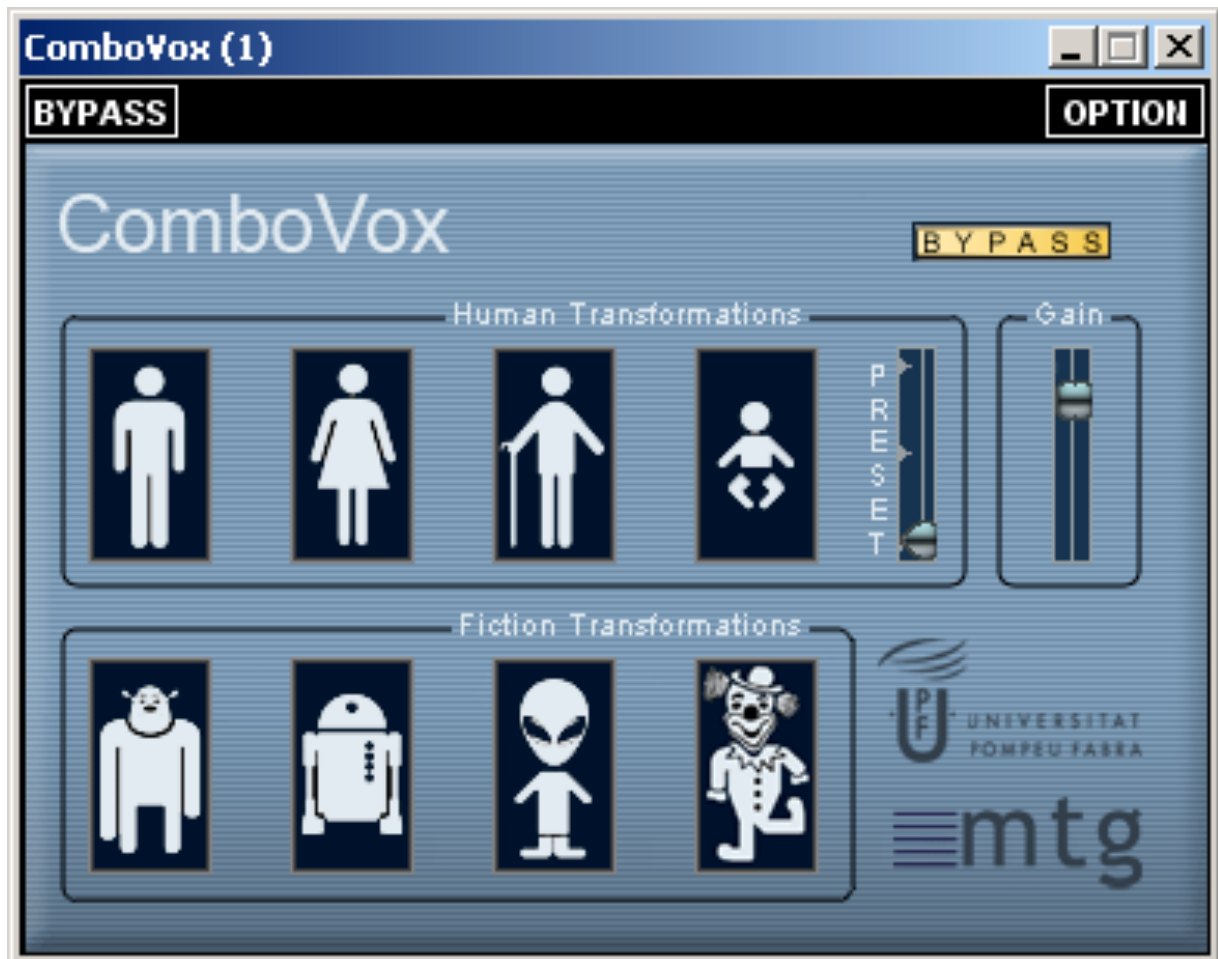 ComboVox (1)
BYPASS
OPTION
ComboVox
BYPASS
Human Transformations
Gain
PRESET
Fiction Transformations
UPF
UNIVERSITAT
POMPEU FABRA
mtg